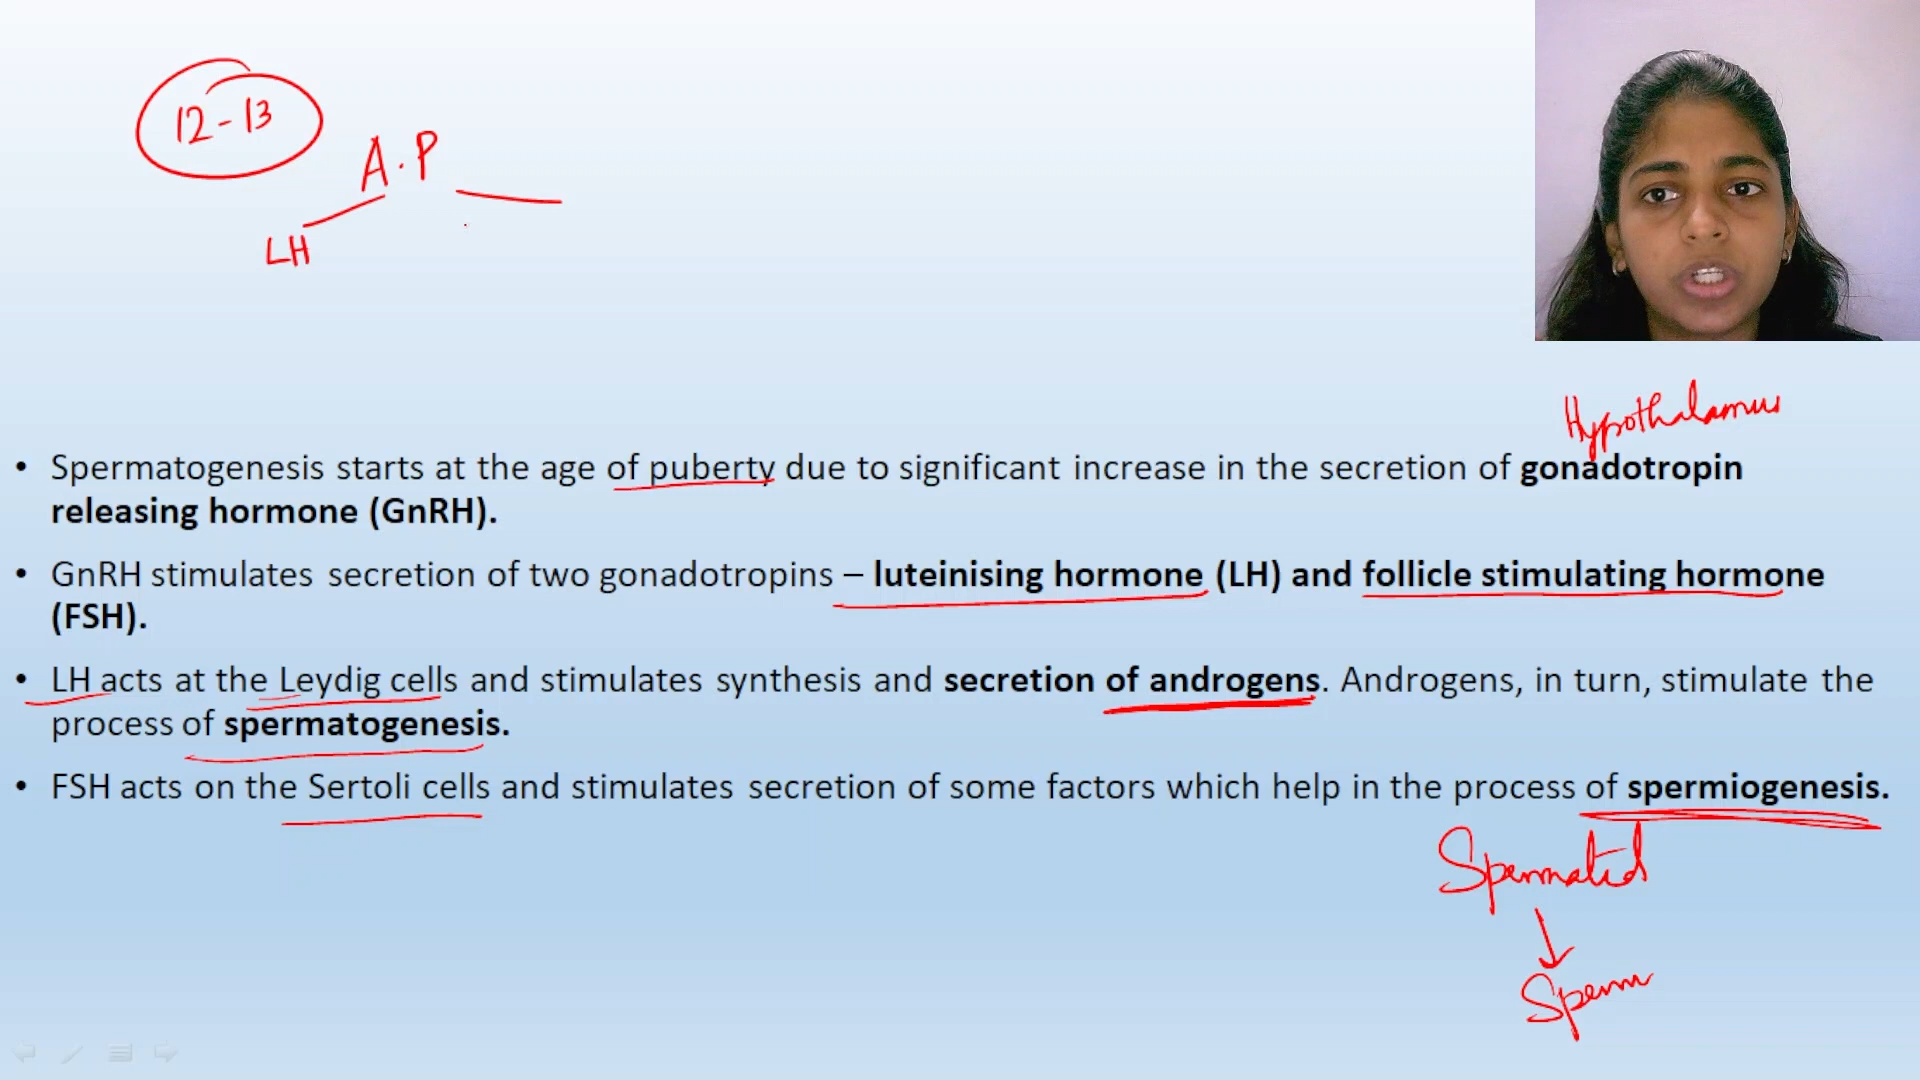 12-13
A.P
LH
Hypothalamus
• Spermatogenesis starts at the age of puberty due to significant increase in the secretion of gonadotropin
releasing hormone (GnRH).
• GnRH stimulates secretion of two gonadotropins – luteinising hormone (LH) and follicle stimulating hormone
(FSH).
• LH acts at the Leydig cells and stimulates synthesis and secretion of androgens. Androgens, in turn, stimulate the
process of spermatogenesis.
• FSH acts on the Sertoli cells and stimulates secretion of some factors which help in the process of spermiogenesis.
Spermatid
Sperm